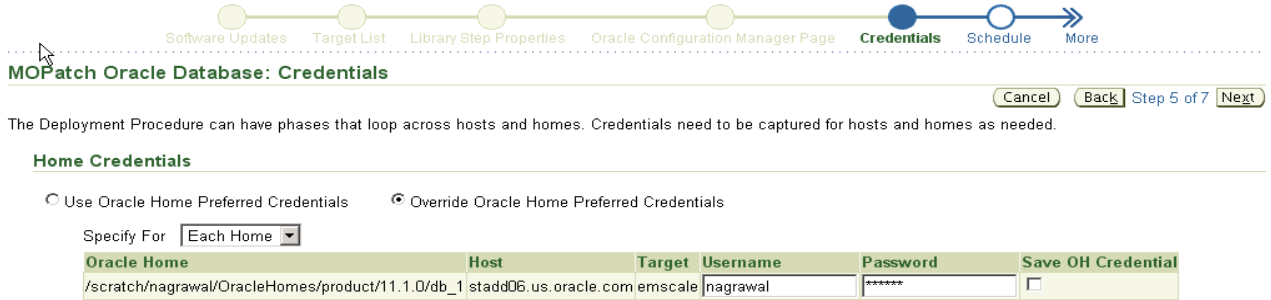 Software Updates Target List Library Step Properties Oracle Configuration Manager Page Credentials Schedule More
MOPatch Oracle Database: Credentials
Cancel Back Step 5 of 7 Next
The Deployment Procedure can have phases that loop across hosts and homes. Credentials need to be captured for hosts and homes as needed.
Home Credentials
Use Oracle Home Preferred Credentials Override Oracle Home Preferred Credentials
Specify For Each Home
Oracle Home Host Target Username Password Save OH Credential
/scratch/nagrawal/OracleHomes/product/11.1.0/db_1 stadd06.us.oracle.com emscale nagrawal ******